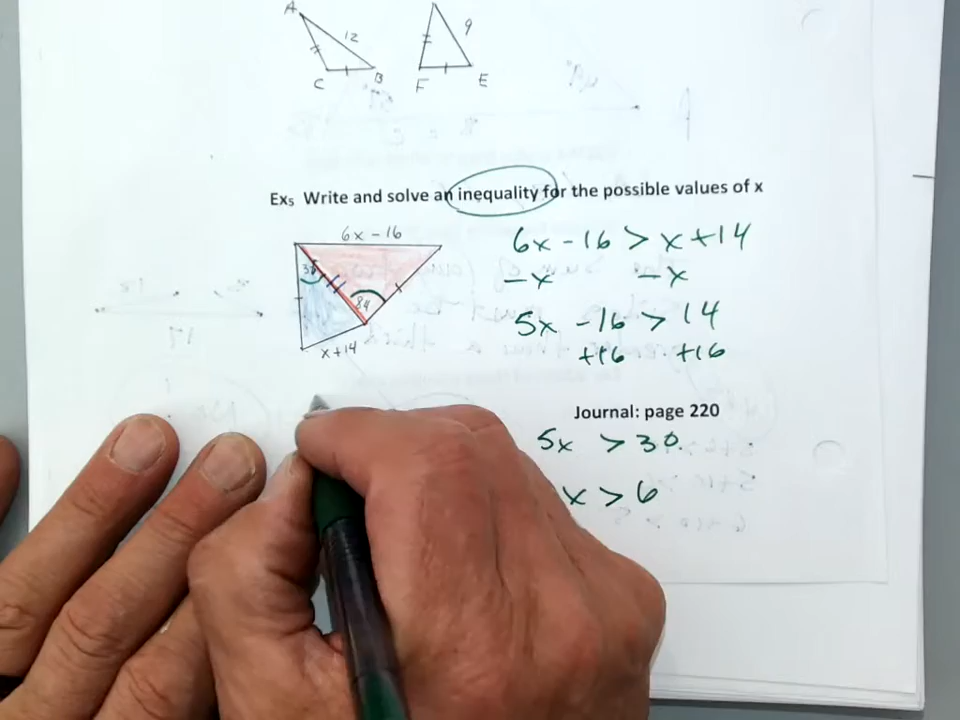 A
12
9
C
B
F
E
Ex5 Write and solve an inequality for the possible values of x
6x - 16
84
x+14
6x - 16 > x + 14
- x - x
5x - 16 > 14
+16 +16
Journal: page 220
5x > 30
x > 6